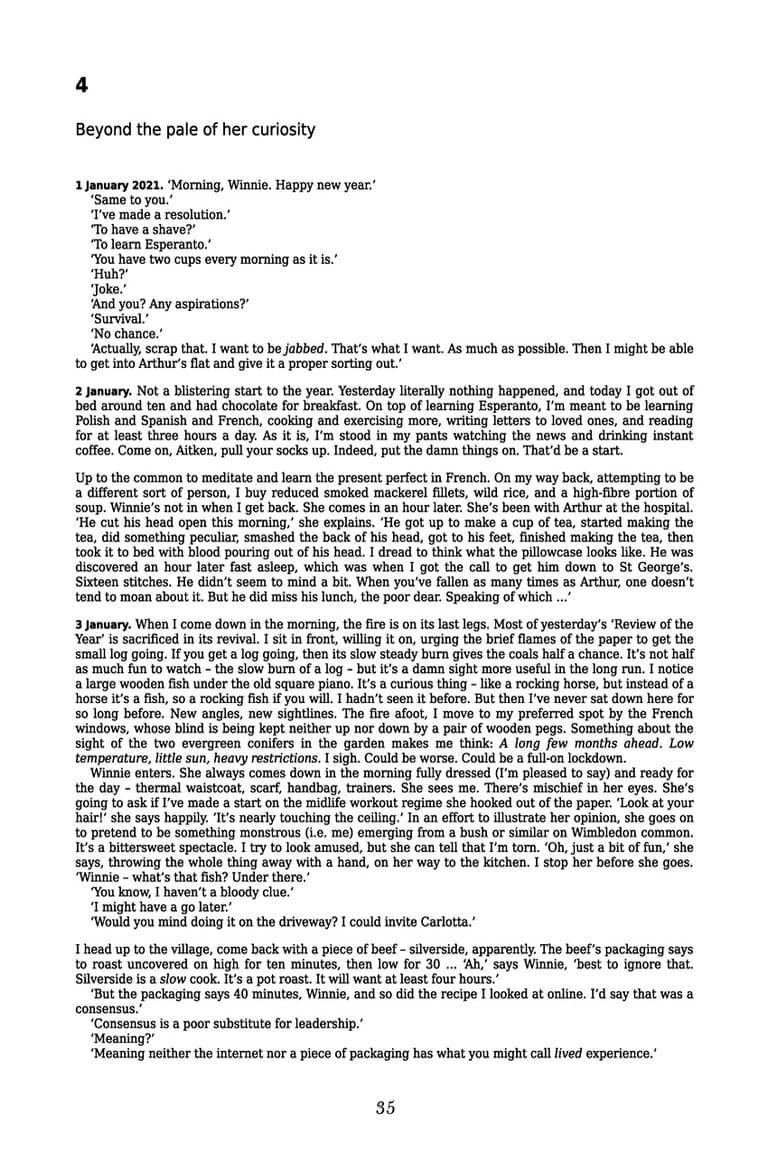 4
Beyond the pale of her curiosity
1 January 2021. ‘Morning, Winnie. Happy new year.’
‘Same to you.’
‘I’ve made a resolution.’
‘To have a shave?’
‘To learn Esperanto.’
‘You have two cups every morning as it is.’
‘Huh?’
‘Joke.’
‘And you? Any aspirations?’
‘Survival.’
‘No chance.’
‘Actually, scrap that. I want to be jabbed. That’s what I want. As much as possible. Then I might be able
to get into Arthur’s flat and give it a proper sorting out.’
2 January. Not a blistering start to the year. Yesterday literally nothing happened, and today I got out of
bed around ten and had chocolate for breakfast. On top of learning Esperanto, I’m meant to be learning
Polish and Spanish and French, cooking and exercising more, writing letters to loved ones, and reading
for at least three hours a day. As it is, I’m stood in my pants watching the news and drinking instant
coffee. Come on, Aitken, pull your socks up. Indeed, put the damn things on. That’d be a start.
Up to the common to meditate and learn the present perfect in French. On my way back, attempting to be
a different sort of person, I buy reduced smoked mackerel fillets, wild rice, and a high-fibre portion of
soup. Winnie’s not in when I get back. She comes in an hour later. She’s been with Arthur at the hospital.
‘He cut his head open this morning,’ she explains. ‘He got up to make a cup of tea, started making the
tea, did something peculiar, smashed the back of his head, got to his feet, finished making the tea, then
took it to bed with blood pouring out of his head. I dread to think what the pillowcase looks like. He was
discovered an hour later fast asleep, which was when I got the call to get him down to St George’s.
Sixteen stitches. He didn’t seem to mind a bit. When you’ve fallen as many times as Arthur, one doesn’t
tend to moan about it. But he did miss his lunch, the poor dear. Speaking of which ...’
3 January. When I come down in the morning, the fire is on its last legs. Most of yesterday’s ‘Review of the
Year’ is sacrificed in its revival. I sit in front, willing it on, urging the brief flames of the paper to get the
small log going. If you get a log going, then its slow steady burn gives the coals half a chance. It’s not half
as much fun to watch – the slow burn of a log – but it’s a damn sight more useful in the long run. I notice
a large wooden fish under the old square piano. It’s a curious thing – like a rocking horse, but instead of a
horse it’s a fish, so a rocking fish if you will. I hadn’t seen it before. But then I’ve never sat down here for
so long before. New angles, new sightlines. The fire afoot, I move to my preferred spot by the French
windows, whose blind is being kept neither up nor down by a pair of wooden pegs. Something about the
sight of the two evergreen conifers in the garden makes me think: A long few months ahead. Low
temperature, little sun, heavy restrictions. I sigh. Could be worse. Could be a full-on lockdown.
Winnie enters. She always comes down in the morning fully dressed (I’m pleased to say) and ready for
the day – thermal waistcoat, scarf, handbag, trainers. She sees me. There’s mischief in her eyes. She’s
going to ask if I’ve made a start on the midlife workout regime she hooked out of the paper. ‘Look at your
hair!’ she says happily. ‘It’s nearly touching the ceiling.’ In an effort to illustrate her opinion, she goes on
to pretend to be something monstrous (i.e. me) emerging from a bush or similar on Wimbledon common.
It’s a bittersweet spectacle. I try to look amused, but she can tell that I’m torn. ‘Oh, just a bit of fun,’ she
says, throwing the whole thing away with a hand, on her way to the kitchen. I stop her before she goes.
‘Winnie – what’s that fish? Under there.’
‘You know, I haven’t a bloody clue.’
‘I might have a go later.’
‘Would you mind doing it on the driveway? I could invite Carlotta.’
I head up to the village, come back with a piece of beef – silverside, apparently. The beef’s packaging says
to roast uncovered on high for ten minutes, then low for 30 ... ‘Ah,’ says Winnie, ‘best to ignore that.
Silverside is a slow cook. It’s a pot roast. It will want at least four hours.’
‘But the packaging says 40 minutes, Winnie, and so did the recipe I looked at online. I’d say that was a
consensus.’
‘Consensus is a poor substitute for leadership.’
‘Meaning?’
‘Meaning neither the internet nor a piece of packaging has what you might call lived experience.’
35